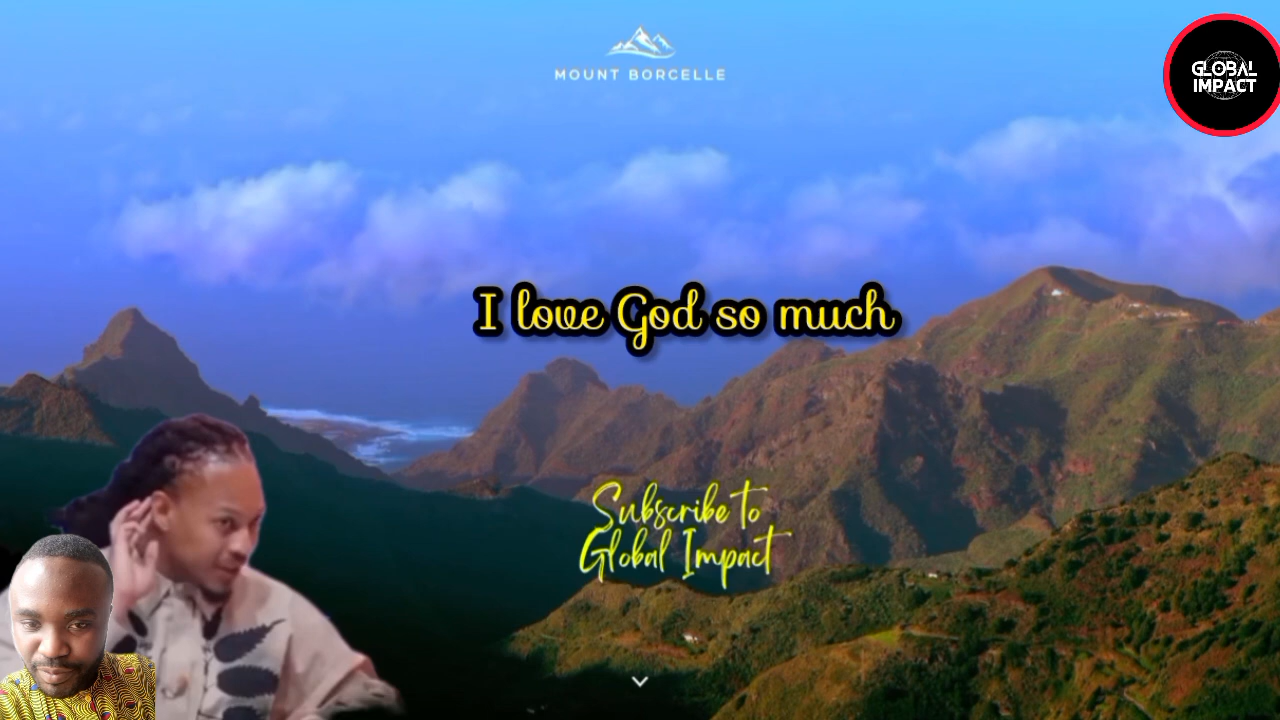 MOUNT BORCELLE
GLOBAL
IMPACT
I love God so much
Subscribe to
Global Impact